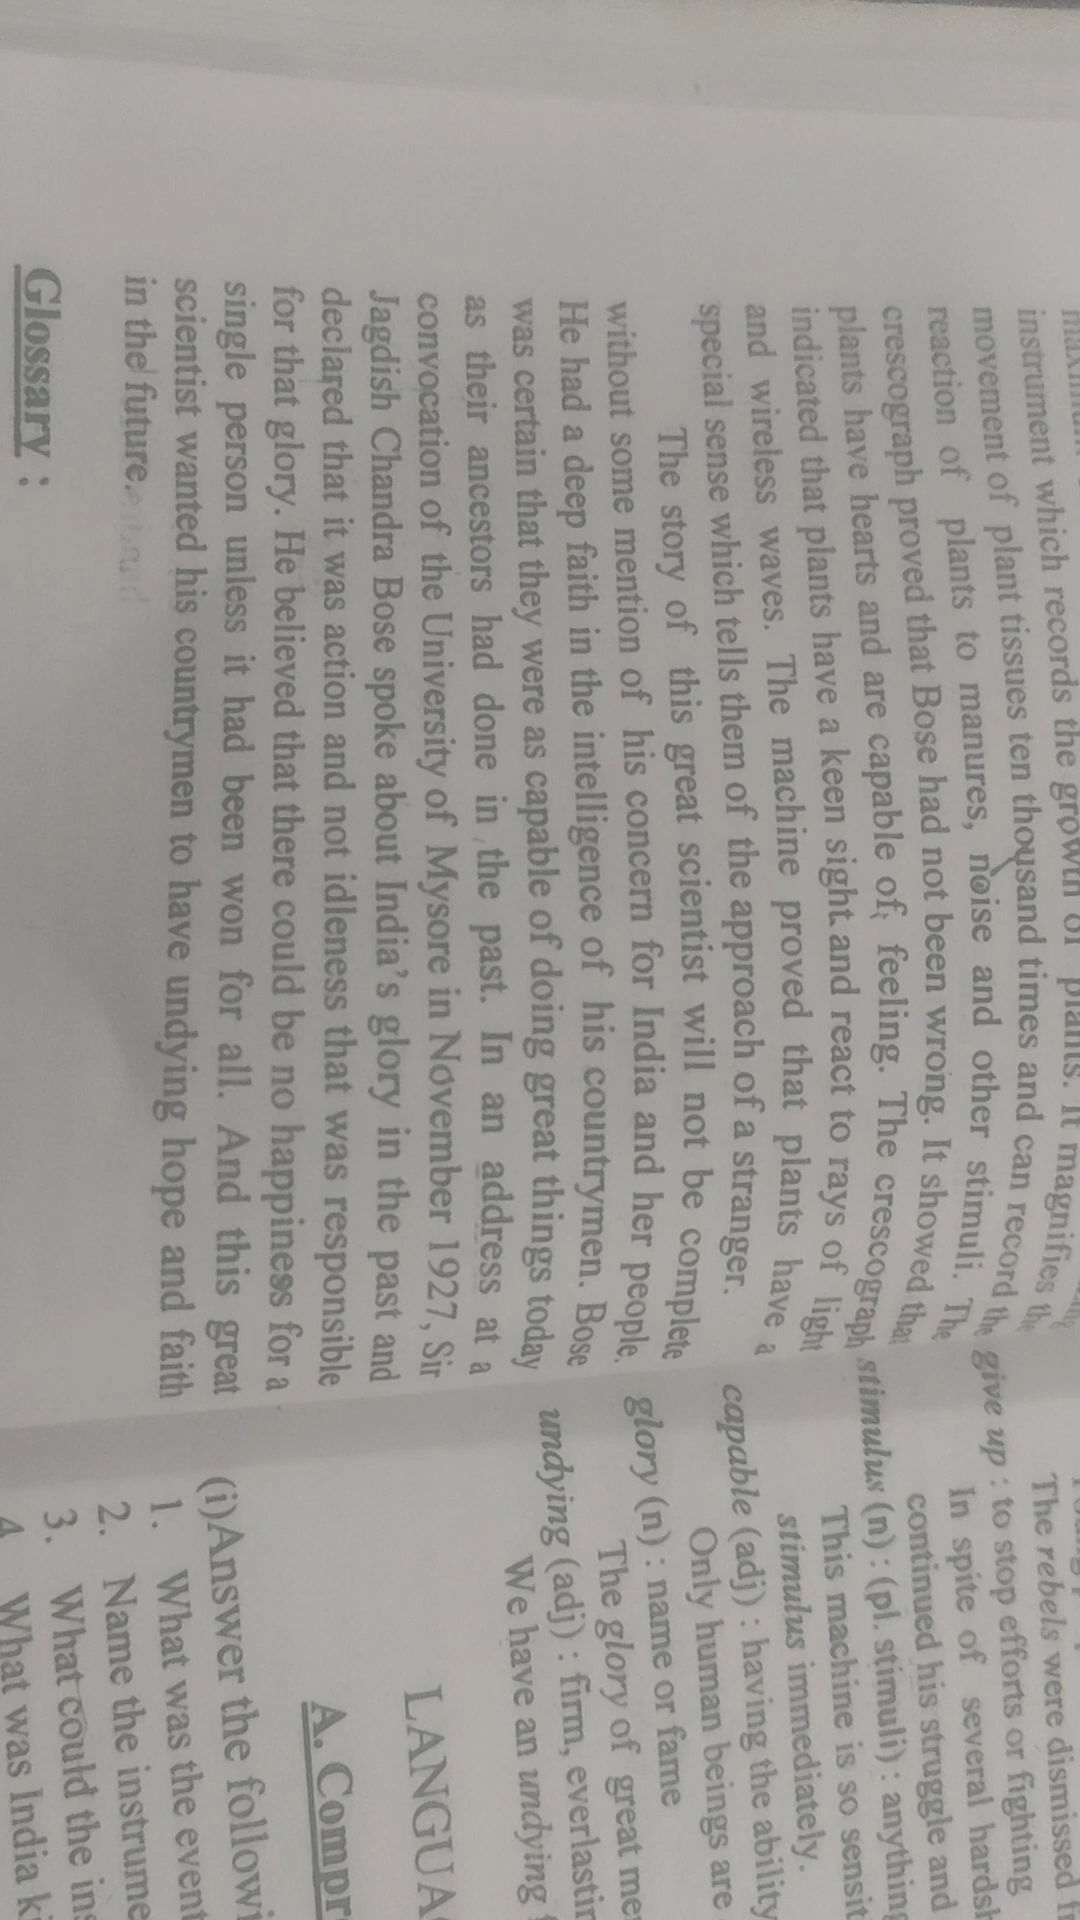 instrument which records the growth of plants. It magnifies the
movement of plant tissues ten thousand times and can record the
reaction of plants to manures, noise and other stimuli. The
crescograph proved that Bose had not been wrong. It showed that
plants have hearts and are capable of feeling. The crescograph
indicated that plants have a keen sight and react to rays of light
and wireless waves. The machine proved that plants have a
special sense which tells them of the approach of a stranger.
The story of this great scientist will not be complete
without some mention of his concern for India and her people.
He had a deep faith in the intelligence of his countrymen. Bose
was certain that they were as capable of doing great things today
as their ancestors had done in the past. In an address at a
convocation of the University of Mysore in November 1927, Sir
Jagdish Chandra Bose spoke about India's glory in the past and
declared that it was action and not idleness that was responsible
for that glory. He believed that there could be no happiness for a
single person unless it had been won for all. And this great
scientist wanted his countrymen to have undying hope and faith
in the future.
Glossary :
The rebels were dismissed
give up : to stop efforts or fighting
In spite of several
continued his struggle and
stimulus (n) : (pl. stimuli) : anything
This machine is so
stimulus immediately.
capable (adj) : having the ability
Only human beings are
glory (n) : name or fame
The glory of great
undying (adj) : firm,
We have an undying
A.
(i) Answer the
1. What was the event
2. Name the
3. What could the
4 What was India